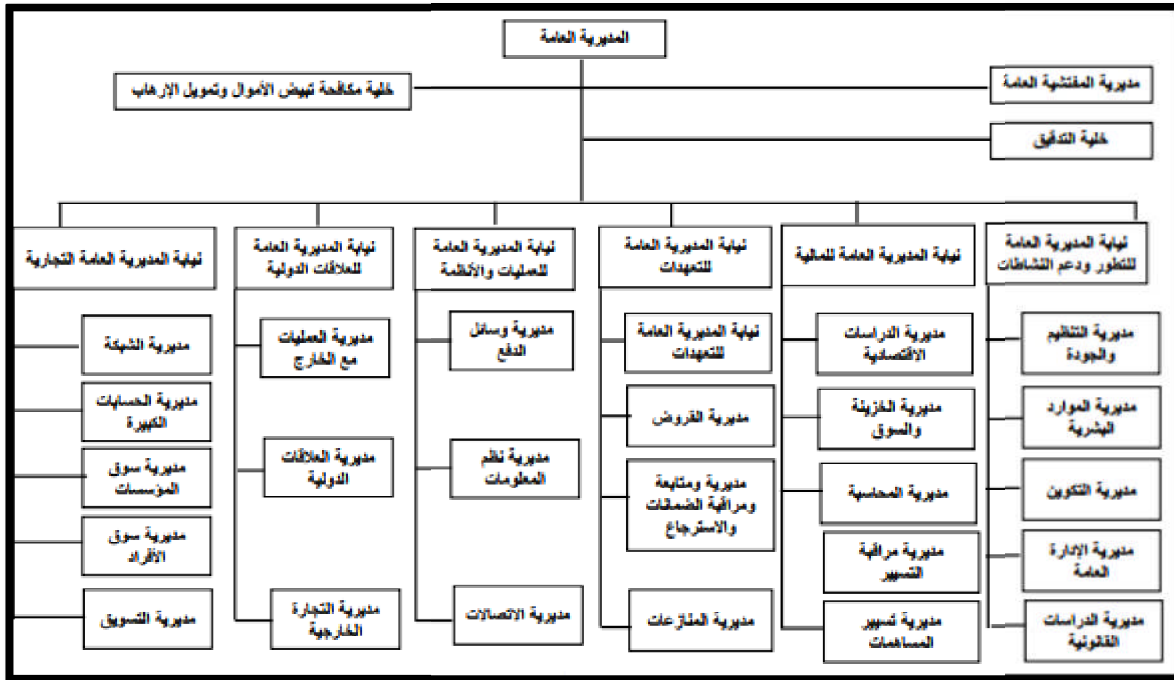 المديرية العامة
مديرية المفتشية العامة
خلية مكافحة تبيض الأموال وتمويل الإرهاب
خلية التدقيق
نيابة المديرية العامة
للتطور ودعم النشاطات
مديرية التنظيم
والجودة
مديرية الموارد
البشرية
مديرية التكوين
مديرية الإدارة
العامة
مديرية الدراسات
القانونية
نيابة المديرية العامة للمالية
مديرية الدراسات
الاقتصادية
مديرية الخزينة
والسوق
مديرية المحاسبة
مديرية مراقبة
التسيير
مديرية تسيير
المساهمات
نيابة المديرية العامة
للتعهدات
نيابة المديرية العامة
للتعهدات
مديرية القروض
مديرية ومتابعة
ومراقبة الضمانات
والاسترجاع
مديرية المنازعات
نيابة المديرية العامة
للعمليات والأنظمة
مديرية وسائل
الدفع
مديرية نظم
المعلومات
مديرية الاتصالات
نيابة المديرية العامة
للعلاقات الدولية
مديرية العمليات
مع الخارج
مديرية العلاقات
الدولية
مديرية التجارة
الخارجية
نيابة المديرية العامة التجارية
مديرية الشبكة
مديرية الحسابات
الكبيرة
مديرية سوق
المؤسسات
مديرية سوق
الأفراد
مديرية التسويق